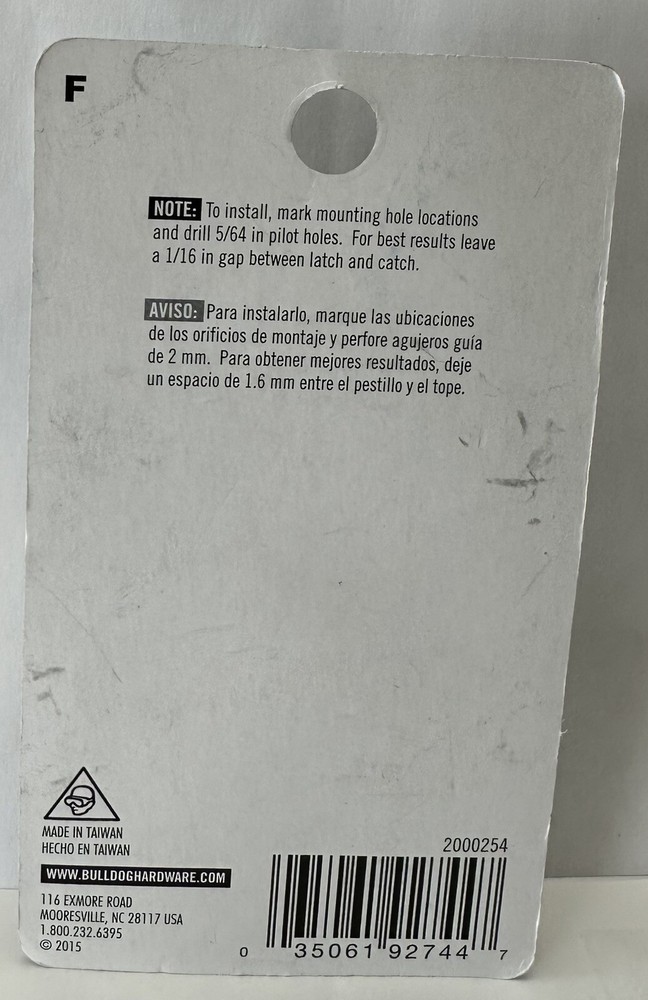 F
NOTE: To install, mark mounting hole locations
and drill 5/64 in pilot holes. For best results leave
a 1/16 in gap between latch and catch.
AVISO: Para instalarlo, marque las ubicaciones
de los orificios de montaje y perfore agujeros guía
de 2 mm. Para obtener mejores resultados, deje
un espacio de 1.6 mm entre el pestillo y el tope.
MADE IN TAIWAN
HECHO EN TAIWAN
WWW.BULLDOGHARDWARE.COM
116 EXMORE ROAD
MOORESVILLE, NC 28117 USA
1.800.232.6395
© 2015
2000254
0 35061 92744 7